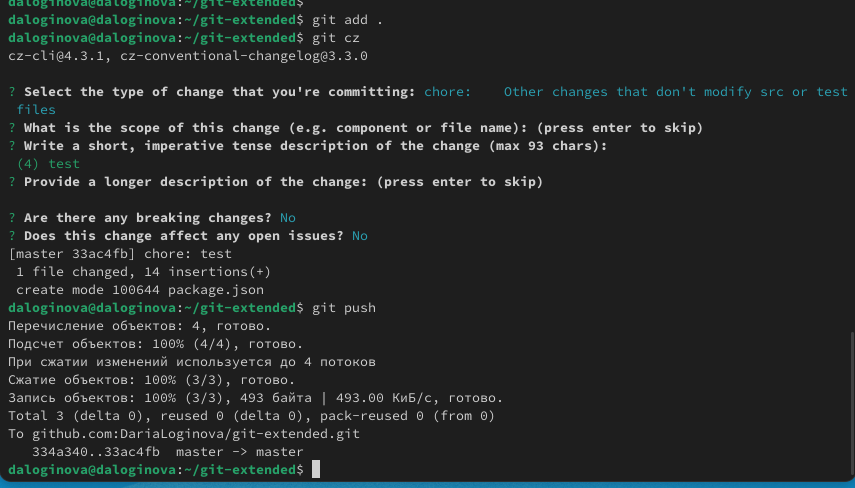 daloginova@daloginova:~/git-extended$
daloginova@daloginova:~/git-extended$ git add .
daloginova@daloginova:~/git-extended$ git cz
cz-cli@4.3.1, cz-conventional-changelog@3.3.0
? Select the type of change that you're committing: chore:    Other changes that don't modify src or test
files
? What is the scope of this change (e.g. component or file name): (press enter to skip)
? Write a short, imperative tense description of the change (max 93 chars):
(4) test
? Provide a longer description of the change: (press enter to skip)
? Are there any breaking changes? No
? Does this change affect any open issues? No
[master 33ac4fb] chore: test
1 file changed, 14 insertions(+)
create mode 100644 package.json
daloginova@daloginova:~/git-extended$ git push
Перечисление объектов: 4, готово.
Подсчет объектов: 100% (4/4), готово.
При сжатии изменений используется до 4 потоков
Сжатие объектов: 100% (3/3), готово.
Запись объектов: 100% (3/3), 493 байта | 493.00 КиБ/с, готово.
Total 3 (delta 0), reused 0 (delta 0), pack-reused 0 (from 0)
To github.com:DariaLoginova/git-extended.git
334a340..33ac4fb  master -> master
daloginova@daloginova:~/git-extended$